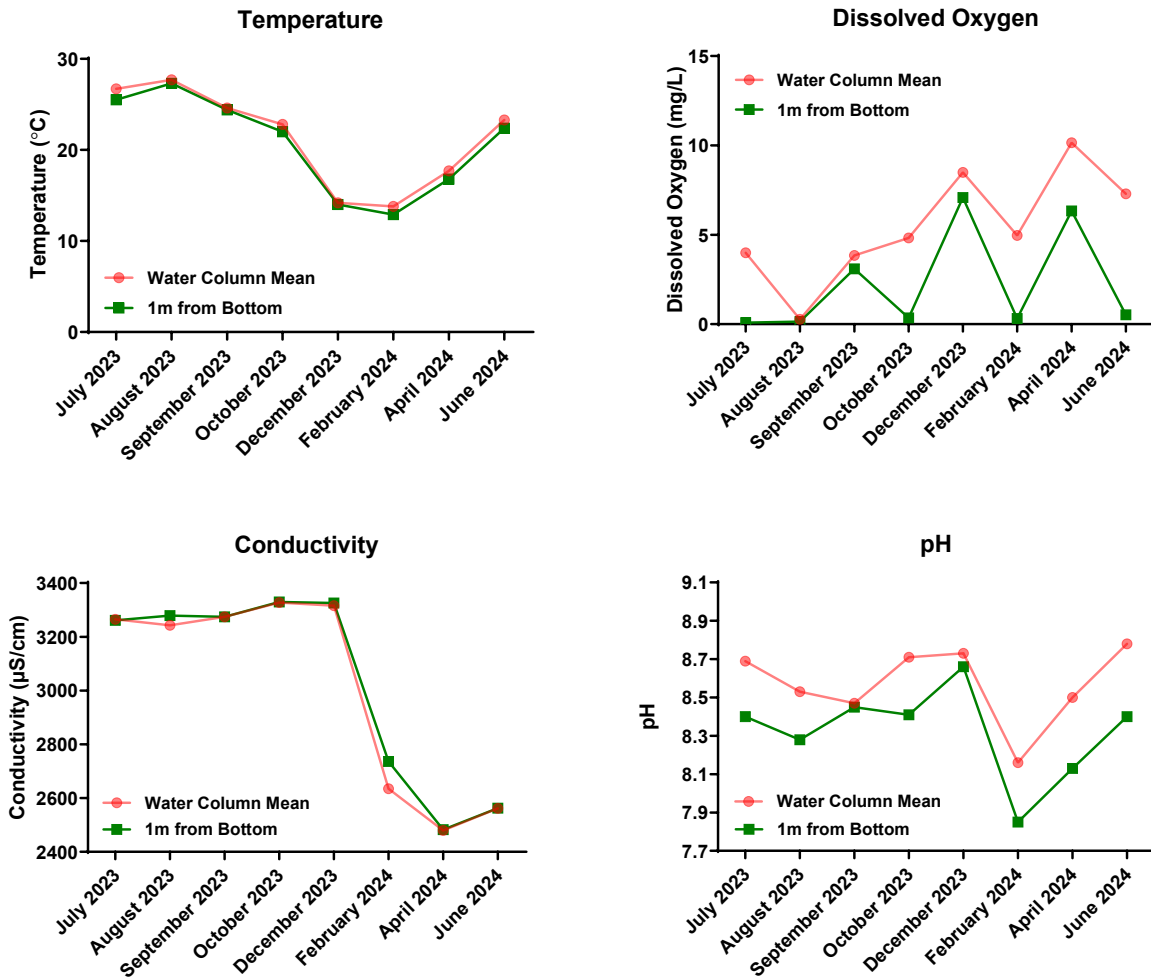 Temperature
Temperature (°C)
30
20
10
0
Water Column Mean
1m from Bottom
July 2023
August 2023
September 2023
October 2023
December 2023
February 2024
April 2024
June 2024
Dissolved Oxygen
Dissolved Oxygen (mg/L)
15
10
5
0
Water Column Mean
1m from Bottom
July 2023
August 2023
September 2023
October 2023
December 2023
February 2024
April 2024
June 2024
Conductivity
Conductivity (µS/cm)
3400
3200
3000
2800
2600
2400
Water Column Mean
1m from Bottom
July 2023
August 2023
September 2023
October 2023
December 2023
February 2024
April 2024
June 2024
pH
pH
9.1
8.9
8.7
8.5
8.3
8.1
7.9
7.7
Water Column Mean
1m from Bottom
July 2023
August 2023
September 2023
October 2023
December 2023
February 2024
April 2024
June 2024